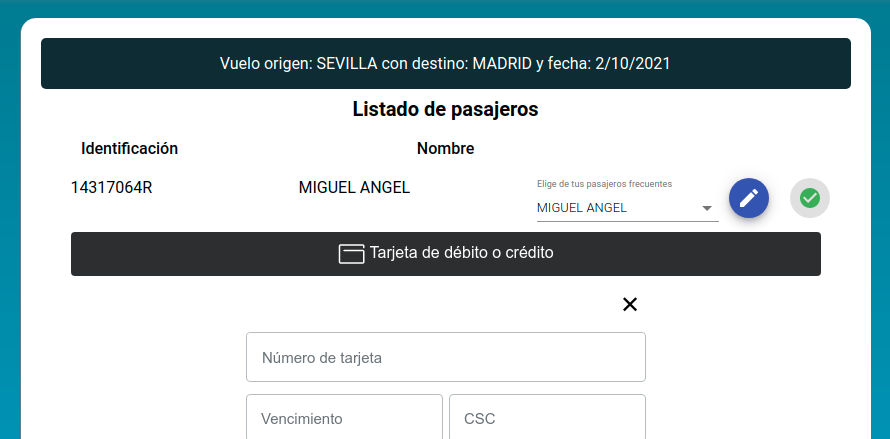 Vuelo origen: SEVILLA con destino: MADRID y fecha: 2/10/2021
Listado de pasajeros
Identificación Nombre
14317064R MIGUEL ANGEL
Elige de tus pasajeros frecuentes
MIGUEL ANGEL
Tarjeta de débito o crédito
Número de tarjeta
Vencimiento CSC